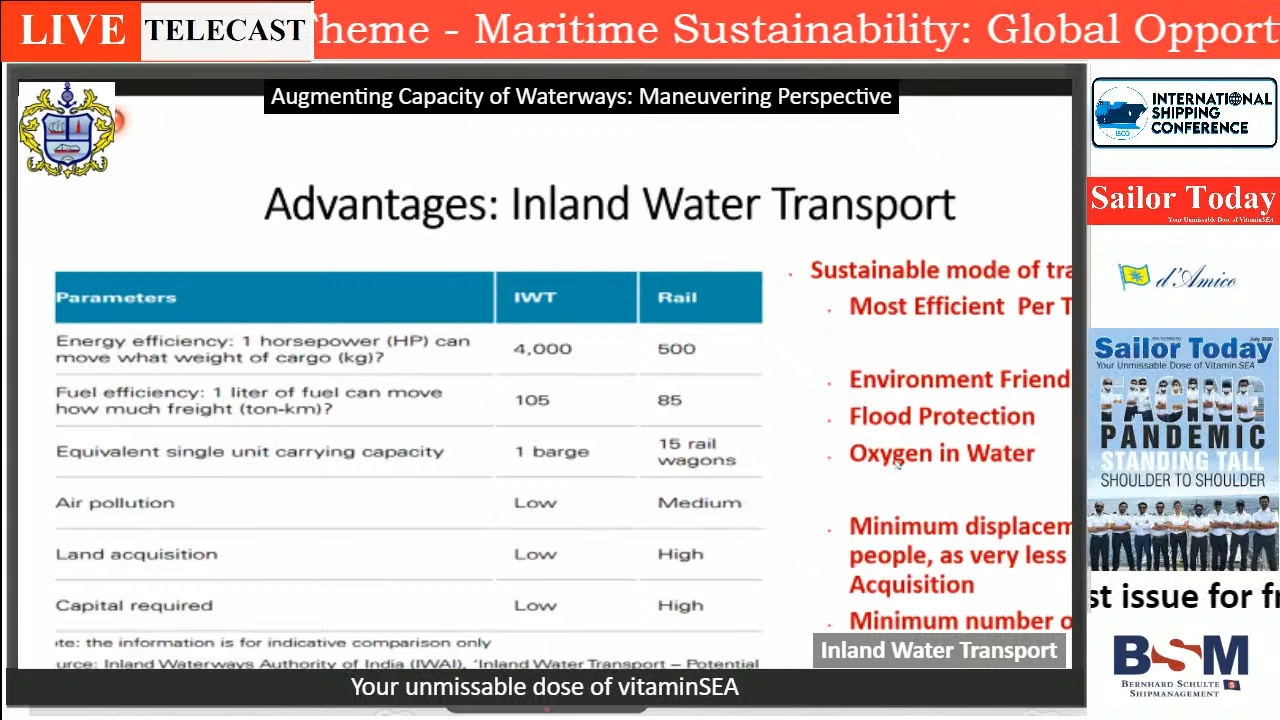 LIVE TELECAST
Theme - Maritime Sustainability: Global Opport
Augmenting Capacity of Waterways: Maneuvering Perspective
Advantages: Inland Water Transport
Parameters IWT Rail
Energy efficiency: 1 horsepower (HP) can
move what weight of cargo (kg)? 4,000 500
Fuel efficiency: 1 liter of fuel can move
how much freight (ton-km)? 105 85
Equivalent single unit carrying capacity 1 barge 15 rail
wagons
Air pollution Low Medium
Land acquisition Low High
Capital required Low High
te: the information is for indicative comparison only
urce: Inland Waterways Authority of India (IWAI), 'Inland Water Transport – Potential
Sustainable mode of tra
Most Efficient Per T
Environment Friend
Flood Protection
Oxygen in Water
Minimum displacem
people, as very less
Acquisition
Minimum number o
Inland Water Transport
Your unmissable dose of vitaminSEA
INTERNATIONAL
SHIPPING
CONFERENCE
ISCO
Sailor Today
Your Unmissable Dose of VitaminSEA
d'Amico
July 2020
Sailor Today
Your Unmissable Dose of Vitamin SEA
FACING
PANDEMIC
STANDING TALL
SHOULDER TO SHOULDER
st issue for fr
BSM
BERNHARD SCHULTE
SHIPMANAGEMENT